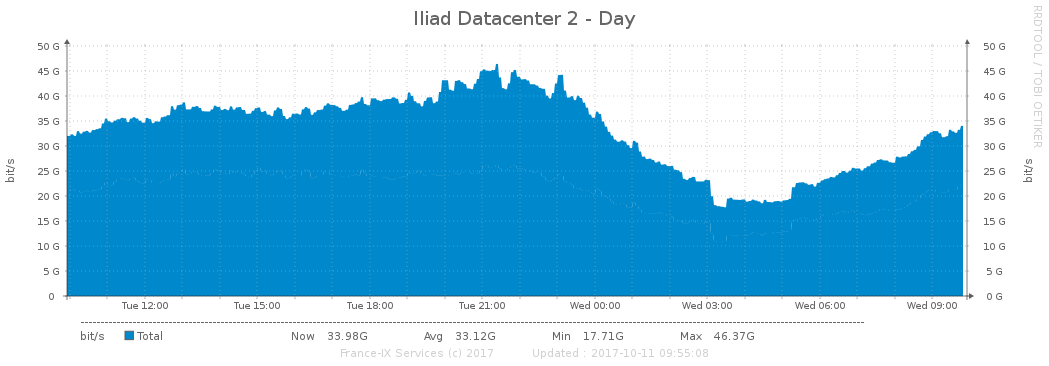 Iliad Datacenter 2 - Day
RRDTOOL / TOBI OETIKER
50 G 50 G
45 G 45 G
40 G 40 G
35 G 35 G
30 G 30 G
25 G 25 G
20 G 20 G
15 G 15 G
10 G 10 G
5 G 5 G
0 0 G
bit/s bit/s
Tue 12:00 Tue 15:00 Tue 18:00 Tue 21:00 Wed 00:00 Wed 03:00 Wed 06:00 Wed 09:00
bit/s Total Now 33.98G Avg 33.12G Min 17.71G Max 46.37G
France-IX Services (c) 2017 Updated : 2017-10-11 09:55:08